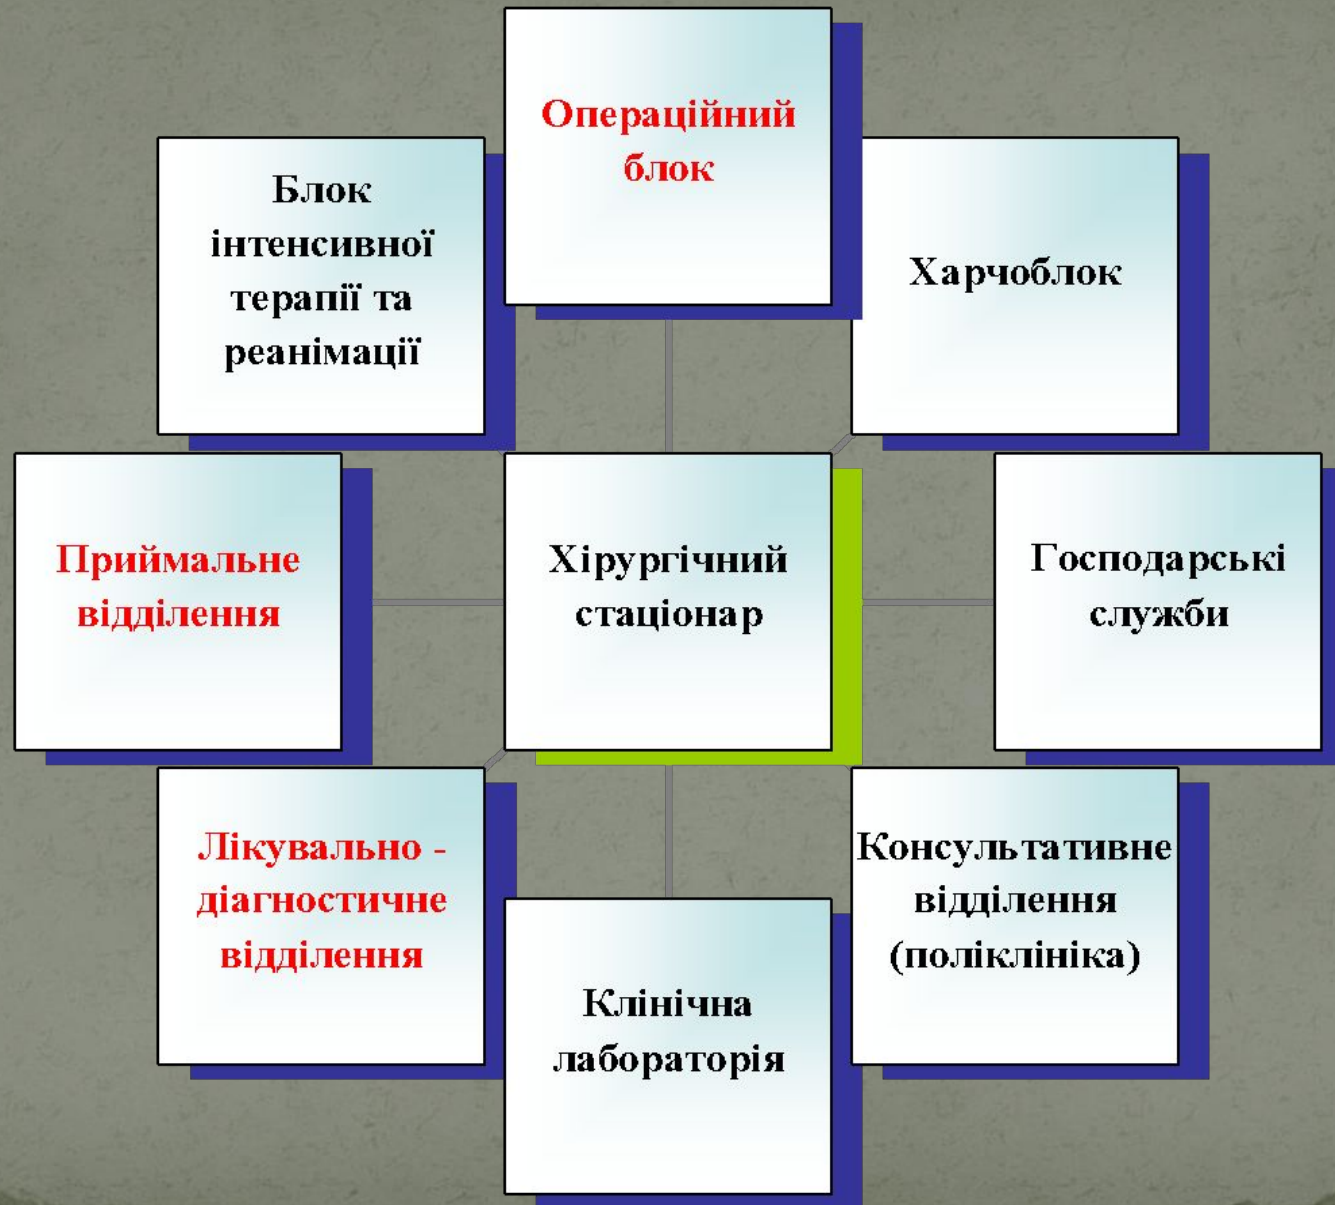 Операційний
блок
Блок
інтенсивної
терапії та
реанімації
Харчоблок
Приймальне
відділення
Хірургічний
стаціонар
Господарські
служби
Лікувально -
діагностичне
відділення
Консультативне
відділення
(поліклініка)
Клінічна
лабораторія